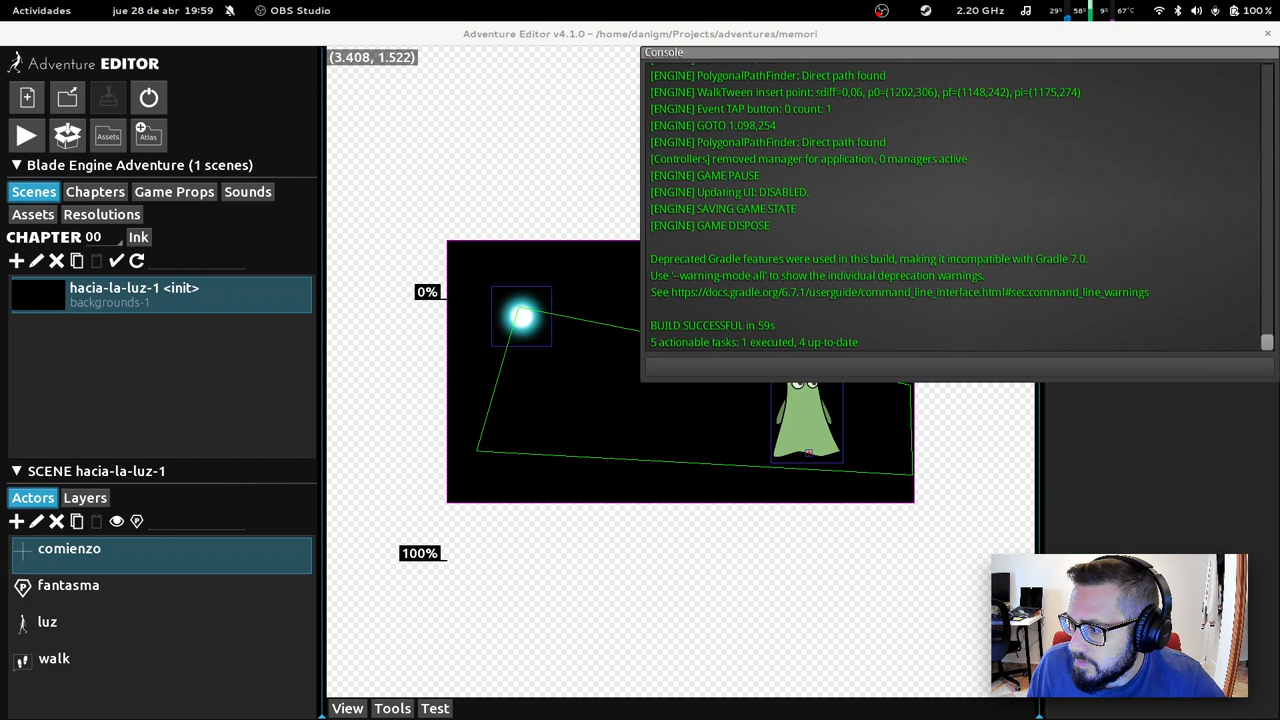 Actividades
jue 28 de abr 19:59
OBS Studio
2.20 GHz
29%
58%
9%
67°C
100 %
Adventure Editor v4.1.0 - /home/danigm/Projects/adventures/memori
×
Adventure EDITOR
Assets
Atlas
▼ Blade Engine Adventure (1 scenes)
Scenes Chapters Game Props Sounds
Assets Resolutions
CHAPTER 00 Ink
hacia-la-luz-1 <init>
backgrounds-1
▼ SCENE hacia-la-luz-1
Actors Layers
comienzo
fantasma
luz
walk
(3.408, 1.522)
0%
100%
View Tools Test
Console
[ENGINE] PolygonalPathFinder: Direct path found
[ENGINE] WalkTween insert point: sdiff=0,06, p0=(1202,306), pf=(1148,242), pi=(1175,274)
[ENGINE] Event TAP button: 0 count: 1
[ENGINE] GOTO 1.098,254
[ENGINE] PolygonalPathFinder: Direct path found
[Controllers] removed manager for application, 0 managers active
[ENGINE] GAME PAUSE
[ENGINE] Updating UI: DISABLED.
[ENGINE] SAVING GAME STATE
[ENGINE] GAME DISPOSE
Deprecated Gradle features were used in this build, making it incompatible with Gradle 7.0.
Use '--warning-mode all' to show the individual deprecation warnings.
See https://docs.gradle.org/6.7.1/userguide/command_line_interface.html#sec:command_line_warnings
BUILD SUCCESSFUL in 59s
5 actionable tasks: 1 executed, 4 up-to-date